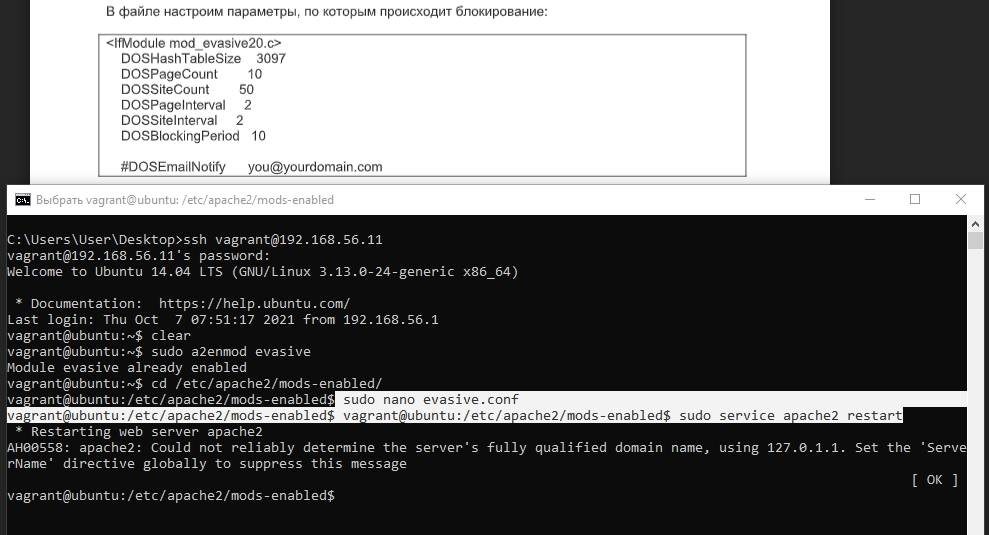 В файле настроим параметры, по которым происходит блокирование:
<IfModule mod_evasive20.c>
DOSHashTableSize 3097
DOSPageCount 10
DOSSiteCount 50
DOSPageInterval 2
DOSSiteInterval 2
DOSBlockingPeriod 10
#DOSEmailNotify you@yourdomain.com
Выбрать vagrant@ubuntu: /etc/apache2/mods-enabled
C:\Users\User\Desktop>ssh vagrant@192.168.56.11
vagrant@192.168.56.11's password:
Welcome to Ubuntu 14.04 LTS (GNU/Linux 3.13.0-24-generic x86_64)
* Documentation: https://help.ubuntu.com/
Last login: Thu Oct 7 07:51:17 2021 from 192.168.56.1
vagrant@ubuntu:~$ clear
vagrant@ubuntu:~$ sudo a2enmod evasive
Module evasive already enabled
vagrant@ubuntu:~$ cd /etc/apache2/mods-enabled/
vagrant@ubuntu:/etc/apache2/mods-enabled$ sudo nano evasive.conf
vagrant@ubuntu:/etc/apache2/mods-enabled$ vagrant@ubuntu:/etc/apache2/mods-enabled$ sudo service apache2 restart
* Restarting web server apache2
AH00558: apache2: Could not reliably determine the server's fully qualified domain name, using 127.0.1.1. Set the 'Serve
rName' directive globally to suppress this message
[ OK ]
vagrant@ubuntu:/etc/apache2/mods-enabled$